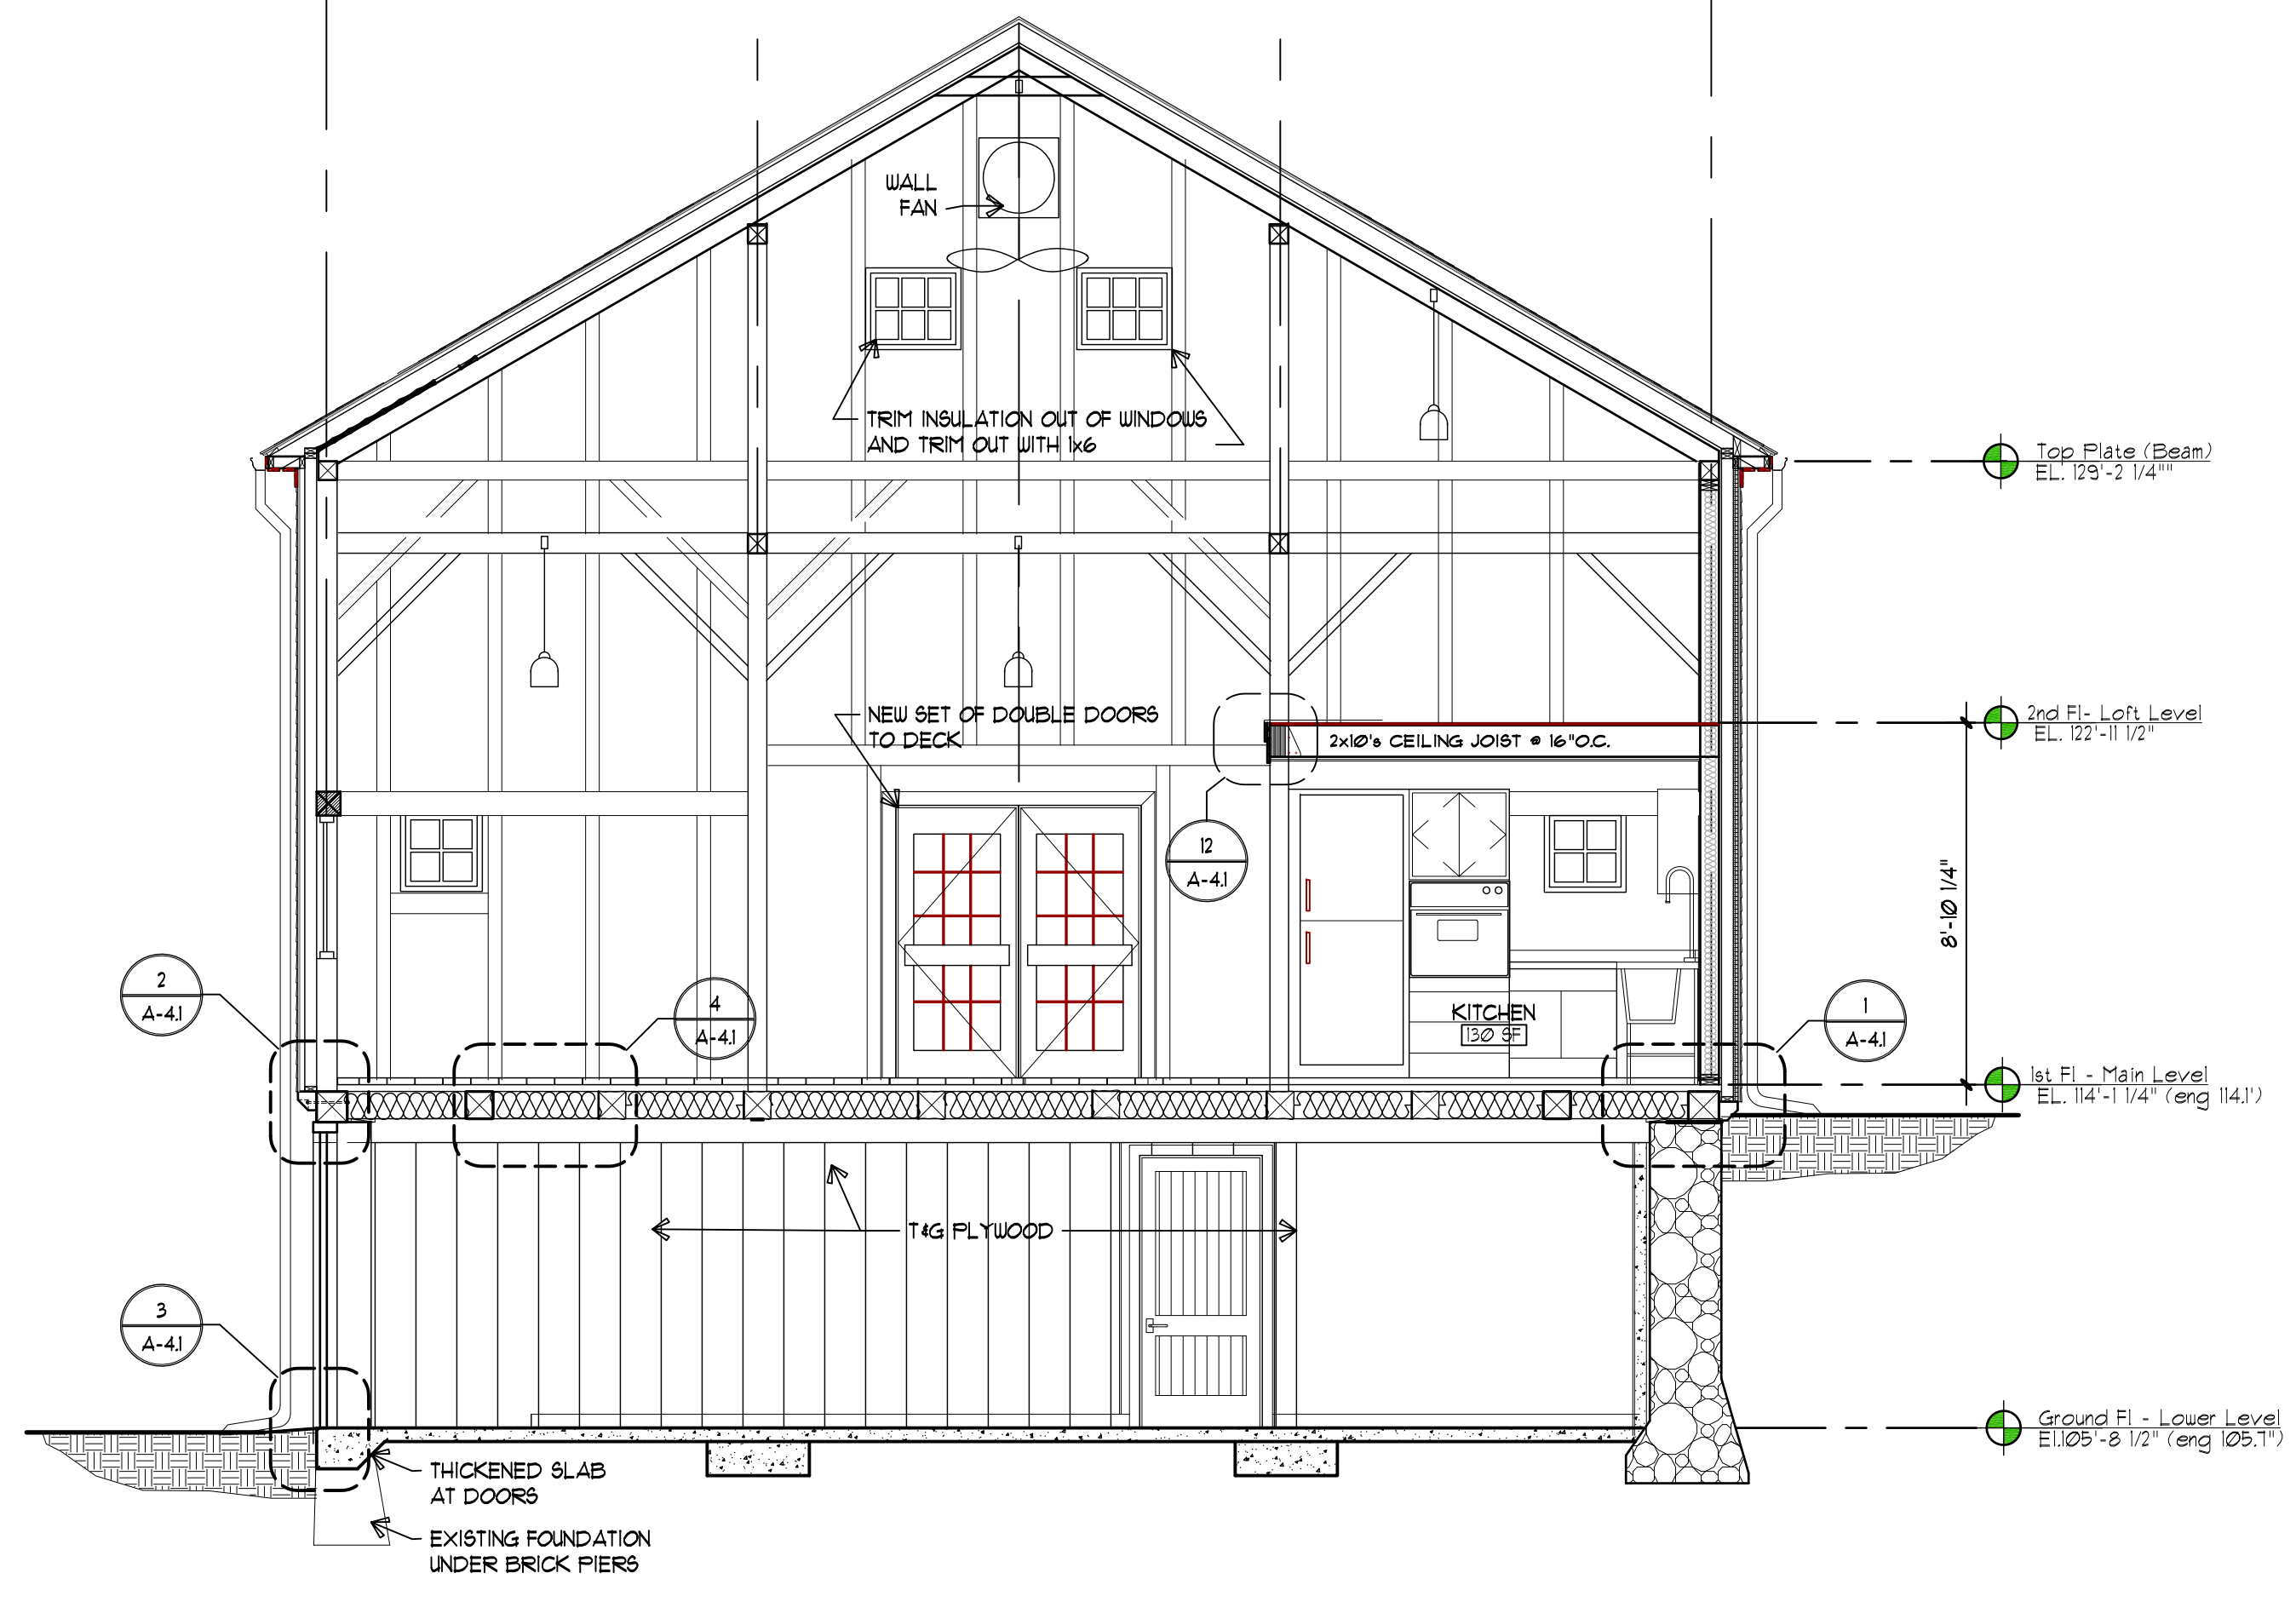 WALL
FAN
TRIM INSULATION OUT OF WINDOWS
AND TRIM OUT WITH 1x6
Top Plate (Beam)
EL. 129'-2 1/4""
NEW SET OF DOUBLE DOORS
TO DECK
2x10's CEILING JOIST @ 16"O.C.
2nd Fl- Loft Level
EL. 122'-11 1/2"
12
A-4.1
8'-10 1/4"
2
A-4.1
4
A-4.1
KITCHEN
130 SF
1
A-4.1
1st Fl - Main Level
EL. 114'-1 1/4" (eng 114.1')
T&G PLYWOOD
3
A-4.1
Ground Fl - Lower Level
El.105'-8 1/2" (eng 105.7")
THICKENED SLAB
AT DOORS
EXISTING FOUNDATION
UNDER BRICK PIERS